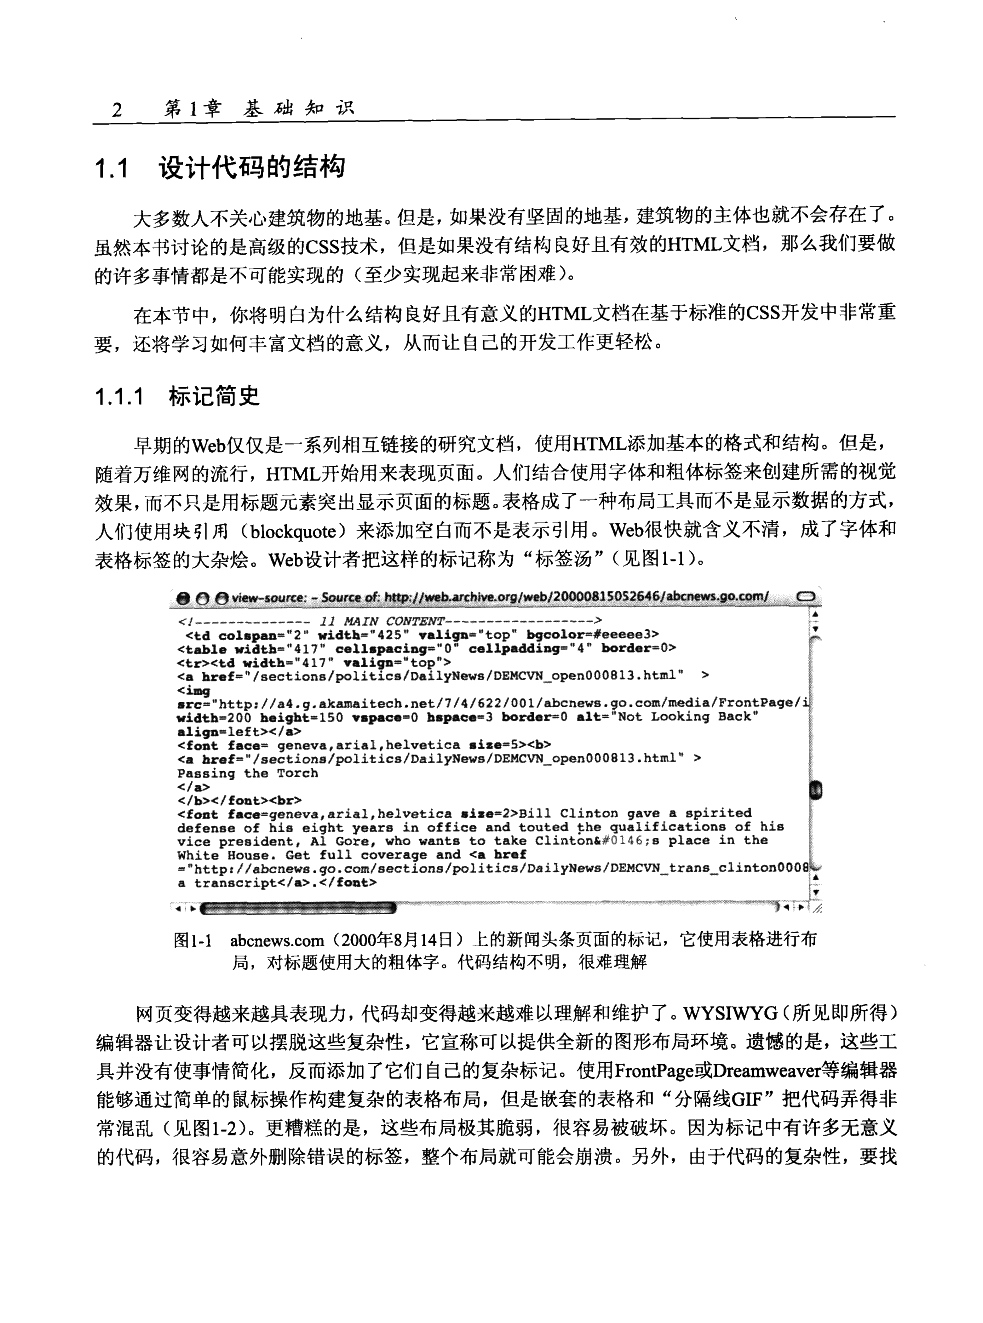 2 第1章 基础知识
1.1 设计代码的结构
大多数人不关心建筑物的地基。但是，如果没有坚固的地基，建筑物的主体也就不会存在了。
虽然本书讨论的是高级的CSS技术，但是如果没有结构良好且有效的HTML文档，那么我们要做
的许多事情都是不可能实现的（至少实现起来非常困难）。
在本节中，你将明白为什么结构良好且有意义的HTML文档在基于标准的CSS开发中非常重
要，还将学习如何丰富文档的意义，从而让自己的开发工作更轻松。
1.1.1 标记简史
早期的Web仅仅是一系列相互链接的研究文档，使用HTML添加基本的格式和结构。但是，
随着万维网的流行，HTML开始用来表现页面。人们结合使用字体和粗体标签来创建所需的视觉
效果，而不只是用标题元素突出显示页面的标题。表格成了一种布局工具而不是显示数据的方式，
人们使用块引用（blockquote）来添加空白而不是表示引用。Web很快就含义不清，成了字体和
表格标签的大杂烩。Web设计者把这样的标记称为“标签汤”（见图1-1）。
view-source: - Source of: http://web.archive.org/web/20000815052646/abcnews.go.com/
<!-------------- 11 MAIN CONTENT------------------>
<td colspan="2" width="425" valign="top" bgcolor=#eeeee3>
<table width="417" cellspacing="0" cellpadding="4" border=0>
<tr><td width="417" valign="top">
<a href="/sections/politics/DailyNews/DEMCVN_open000813.html" >
<img
src="http://a4.g.akamaitech.net/7/4/622/001/abcnews.go.com/media/FrontPage/i
width=200 height=150 vspace=0 hspace=3 border=0 alt="Not Looking Back"
align=left></a>
<font face= geneva,arial,helvetica size=5><b>
<a href="/sections/politics/DailyNews/DEMCVN_open000813.html" >
Passing the Torch
</a>
</b></font><br>
<font face=geneva,arial,helvetica size=2>Bill Clinton gave a spirited
defense of his eight years in office and touted the qualifications of his
vice president, Al Gore, who wants to take Clinton&#0146;s place in the
White House. Get full coverage and <a href
="http://abcnews.go.com/sections/politics/DailyNews/DEMCVN_trans_clinton0008
a transcript</a>.</font>
图1-1 abcnews.com（2000年8月14日）上的新闻头条页面的标记，它使用表格进行布
局，对标题使用大的粗体字。代码结构不明，很难理解
网页变得越来越具表现力，代码却变得越来越难以理解和维护了。WYSIWYG（所见即所得）
编辑器让设计者可以摆脱这些复杂性，它宣称可以提供全新的图形布局环境。遗憾的是，这些工
具并没有使事情简化，反而添加了它们自己的复杂标记。使用FrontPage或Dreamweaver等编辑器
能够通过简单的鼠标操作构建复杂的表格布局，但是嵌套的表格和“分隔线GIF”把代码弄得非
常混乱（见图1-2）。更糟糕的是，这些布局极其脆弱，很容易被破坏。因为标记中有许多无意义
的代码，很容易意外删除错误的标签，整个布局就可能会崩溃。另外，由于代码的复杂性，要找